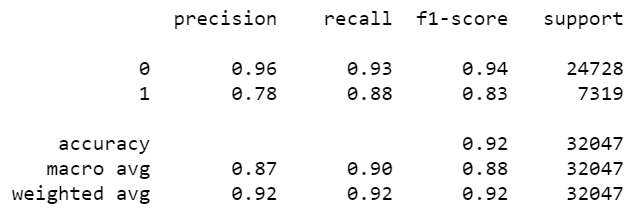 precision recall f1-score support
0 0.96 0.93 0.94 24728
1 0.78 0.88 0.83 7319
accuracy 0.92 32047
macro avg 0.87 0.90 0.88 32047
weighted avg 0.92 0.92 0.92 32047